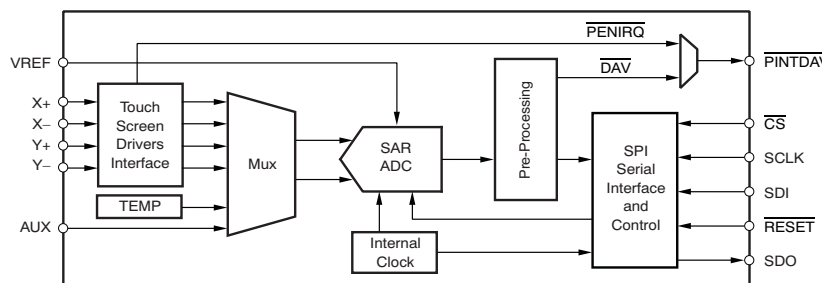 PENIRQ
VREF
DAV
PINTDAV
X+
X–
Y+
Y–
Touch
Screen
Drivers
Interface
Mux
SAR
ADC
Pre-Processing
SPI
Serial
Interface
and
Control
CS
SCLK
SDI
RESET
SDO
TEMP
AUX
Internal
Clock